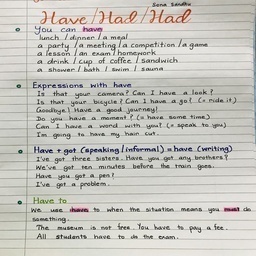 Sana Sandhu
Have / Had / Had
You can have
lunch / dinner / a meal
a party / a meeting / a competition / a game
a lesson / an exam / homework
a drink / cup of coffee / sandwich
a shower / bath / swim / sauna
Expressions with have
Is that your camera? Can I have a look?
Is that your bicycle? Can I have a go? (= ride it)
Goodbye! Have a good journey!
Do you have a moment? (= have some time)
Can I have a word with you? (= speak to you)
I'm going to have my hair cut.
Have + got (speaking/informal) = have (writing)
I've got three sisters. Have you got any brothers?
We've got ten minutes before the train goes.
Have you got a pen?
I've got a problem.
Have to
We use have to when the situation means you must do
something.
The museum is not free. You have to pay a fee.
All students have to do the exam.